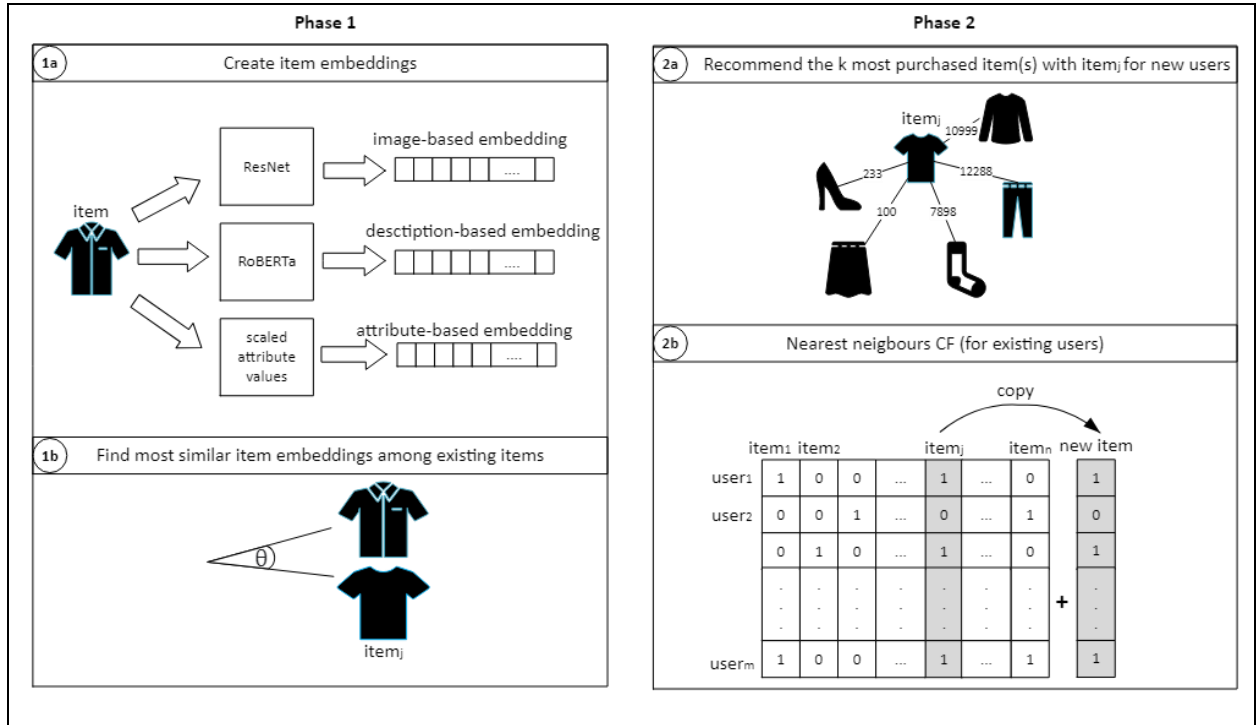 Phase 1
1a
Create item embeddings
item
ResNet
image-based embedding
....
RoBERTa
desctiption-based embedding
....
scaled
attribute
values
attribute-based embedding
....
1b
Find most similar item embeddings among existing items
θ
itemj
Phase 2
2a
Recommend the k most purchased item(s) with itemj for new users
itemj
10999
233
12288
100
7898
2b
Nearest neigbours CF (for existing users)
copy
item1 item2 itemj itemn new item
user1 1 0 0 ... 1 ... 0 1
user2 0 0 1 ... 0 ... 1 0
0 1 0 ... 1 ... 0 1
. . . . . . .
. . . . . . + .
. . . . . . .
userm 1 0 0 ... 1 ... 1 1